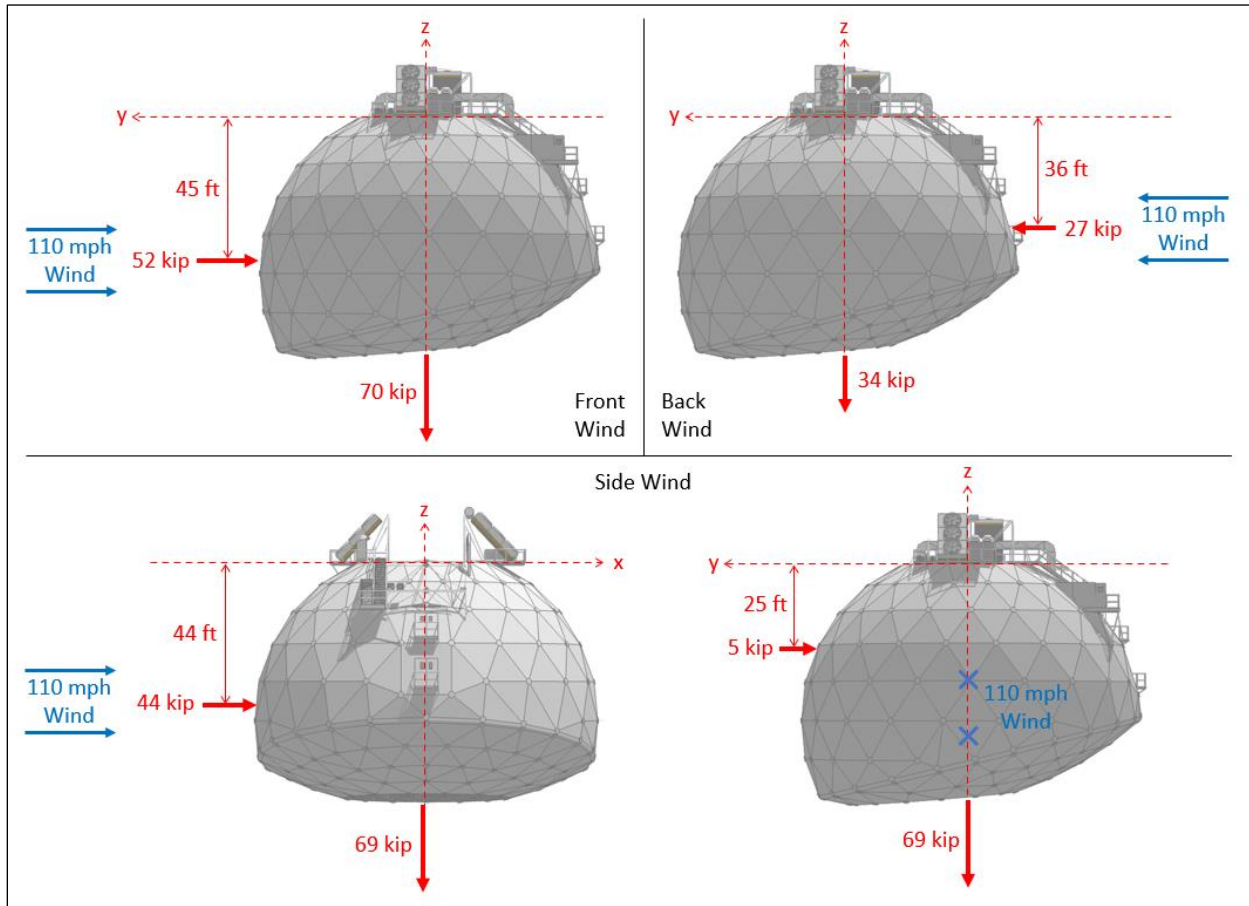 z
y
45 ft
110 mph
Wind
52 kip
70 kip
Front
Wind
z
y
36 ft
110 mph
Wind
27 kip
34 kip
Back
Wind
Side Wind
z
x
44 ft
110 mph
Wind
44 kip
69 kip
z
y
25 ft
5 kip
110 mph
Wind
69 kip